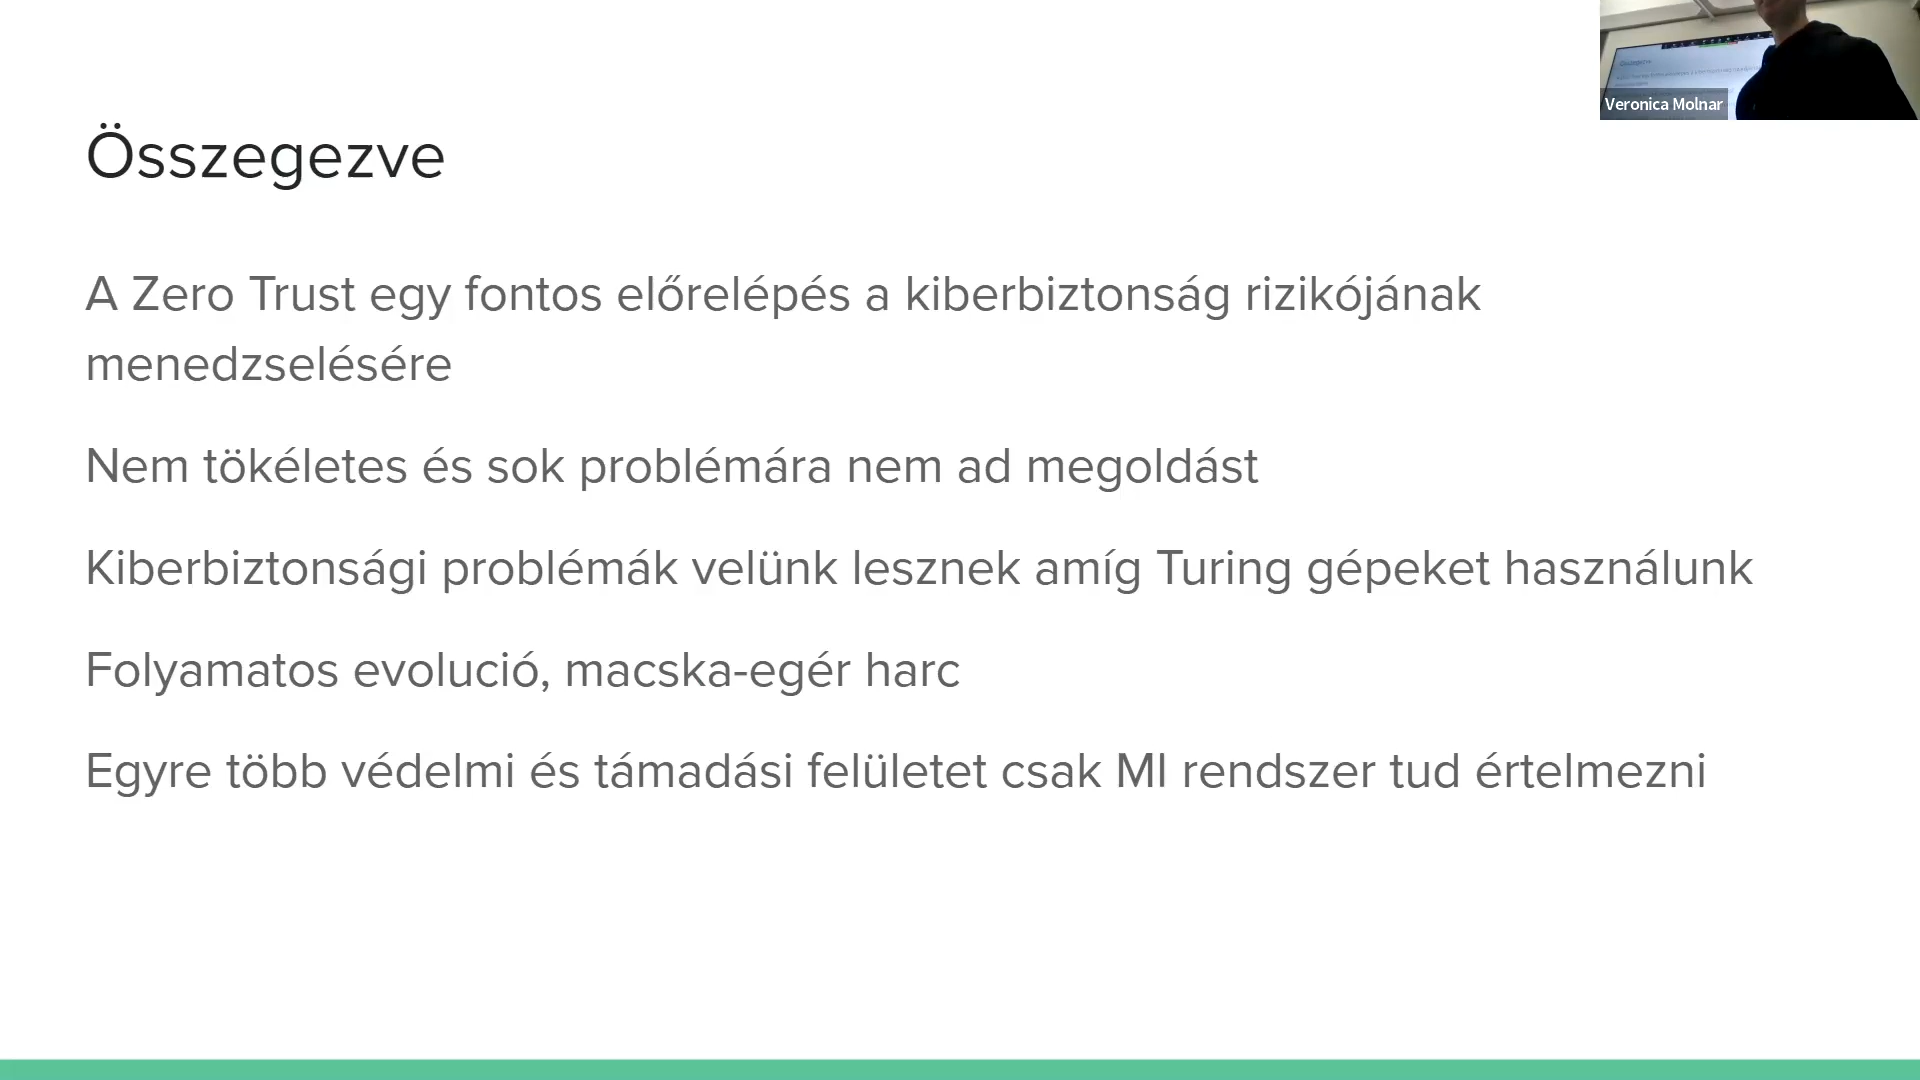 Összegezve
A Zero Trust egy fontos előrelépés a kiberbiztonság rizikójának
menedzselésére
Nem tökéletes és sok problémára nem ad megoldást
Kiberbiztonsági problémák velünk lesznek amíg Turing gépeket használunk
Folyamatos evolució, macska-egér harc
Egyre több védelmi és támadási felületet csak MI rendszer tud értelmezni
Veronica Molnar